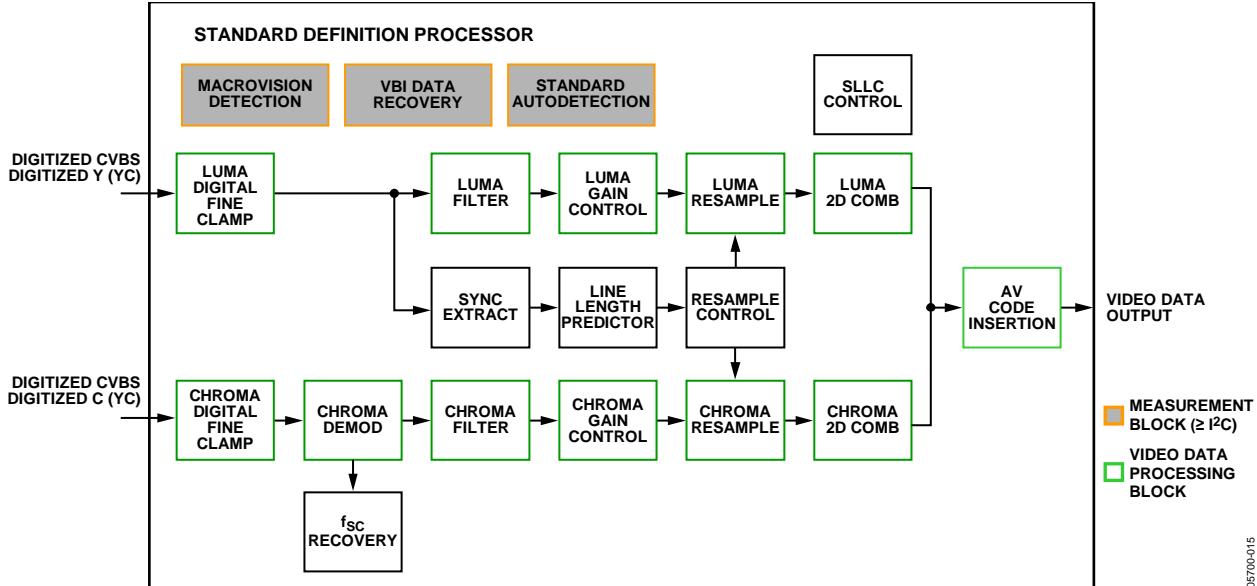 STANDARD DEFINITION PROCESSOR
MACROVISION
DETECTION
VBI DATA
RECOVERY
STANDARD
AUTODETECTION
SLLC
CONTROL
DIGITIZED CVBS
DIGITIZED Y (YC)
LUMA
DIGITAL
FINE
CLAMP
LUMA
FILTER
LUMA
GAIN
CONTROL
LUMA
RESAMPLE
LUMA
2D COMB
SYNC
EXTRACT
LINE
LENGTH
PREDICTOR
RESAMPLE
CONTROL
AV
CODE
INSERTION
VIDEO DATA
OUTPUT
DIGITIZED CVBS
DIGITIZED C (YC)
CHROMA
DIGITAL
FINE
CLAMP
CHROMA
DEMOD
CHROMA
FILTER
CHROMA
GAIN
CONTROL
CHROMA
RESAMPLE
CHROMA
2D COMB
fSC
RECOVERY
MEASUREMENT
BLOCK (≥ I²C)
VIDEO DATA
PROCESSING
BLOCK
05700-015